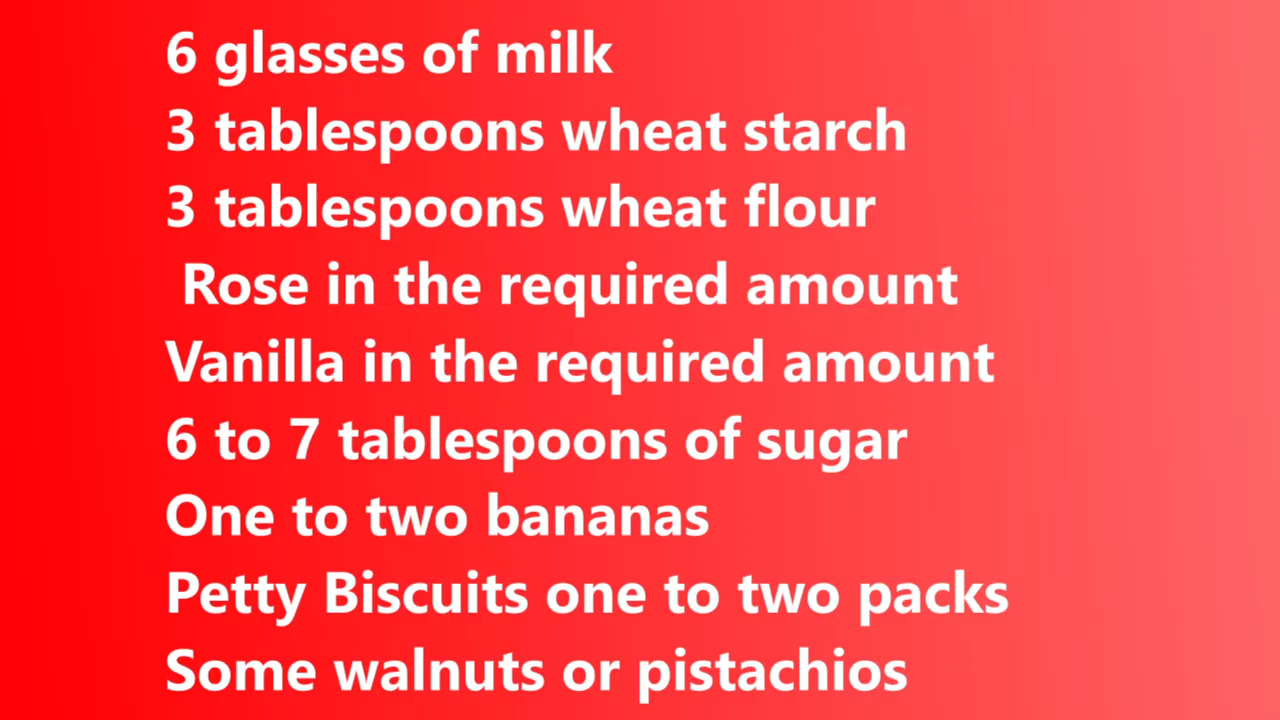 6 glasses of milk
3 tablespoons wheat starch
3 tablespoons wheat flour
Rose in the required amount
Vanilla in the required amount
6 to 7 tablespoons of sugar
One to two bananas
Petty Biscuits one to two packs
Some walnuts or pistachios